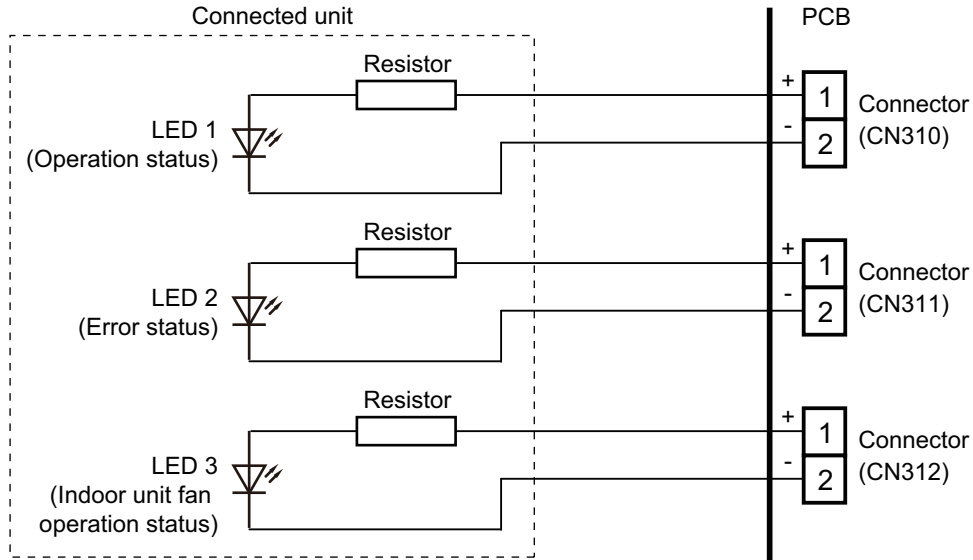 Connected unit
PCB
Resistor
LED 1
(Operation status)
+
1
-
2
Connector
(CN310)
Resistor
LED 2
(Error status)
+
1
-
2
Connector
(CN311)
Resistor
LED 3
(Indoor unit fan
operation status)
+
1
-
2
Connector
(CN312)